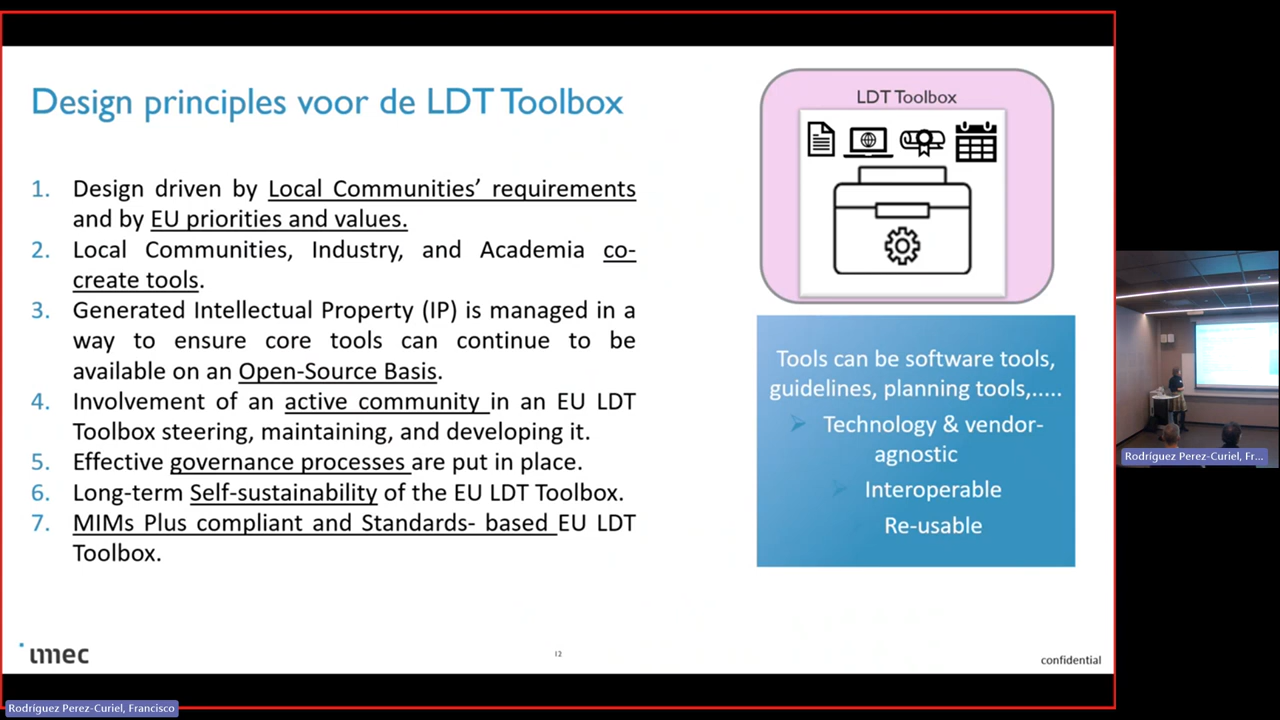 Design principles voor de LDT Toolbox
1. Design driven by Local Communities’ requirements
and by EU priorities and values.
2. Local Communities, Industry, and Academia co-
create tools.
3. Generated Intellectual Property (IP) is managed in a
way to ensure core tools can continue to be
available on an Open-Source Basis.
4. Involvement of an active community in an EU LDT
Toolbox steering, maintaining, and developing it.
5. Effective governance processes are put in place.
6. Long-term Self-sustainability of the EU LDT Toolbox.
7. MIMs Plus compliant and Standards- based EU LDT
Toolbox.
LDT Toolbox
Tools can be software tools,
guidelines, planning tools,.....
Technology & vendor-
agnostic
Interoperable
Re-usable
imec
12
confidential
Rodríguez Perez-Curiel, Francisco
Rodríguez Perez-Curiel, Fr...